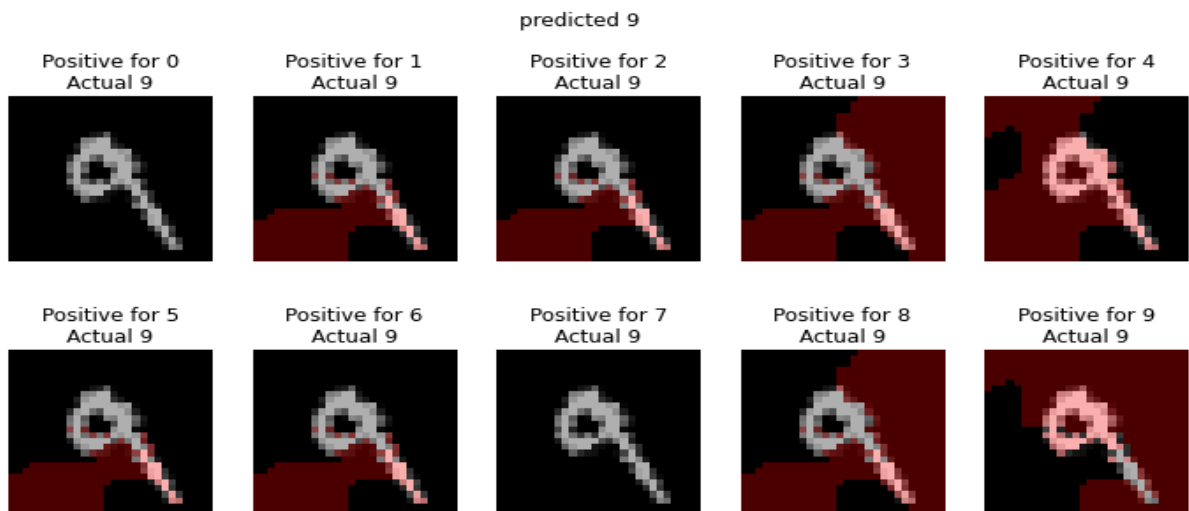 predicted 9
Positive for 0
Actual 9
Positive for 1
Actual 9
Positive for 2
Actual 9
Positive for 3
Actual 9
Positive for 4
Actual 9
Positive for 5
Actual 9
Positive for 6
Actual 9
Positive for 7
Actual 9
Positive for 8
Actual 9
Positive for 9
Actual 9